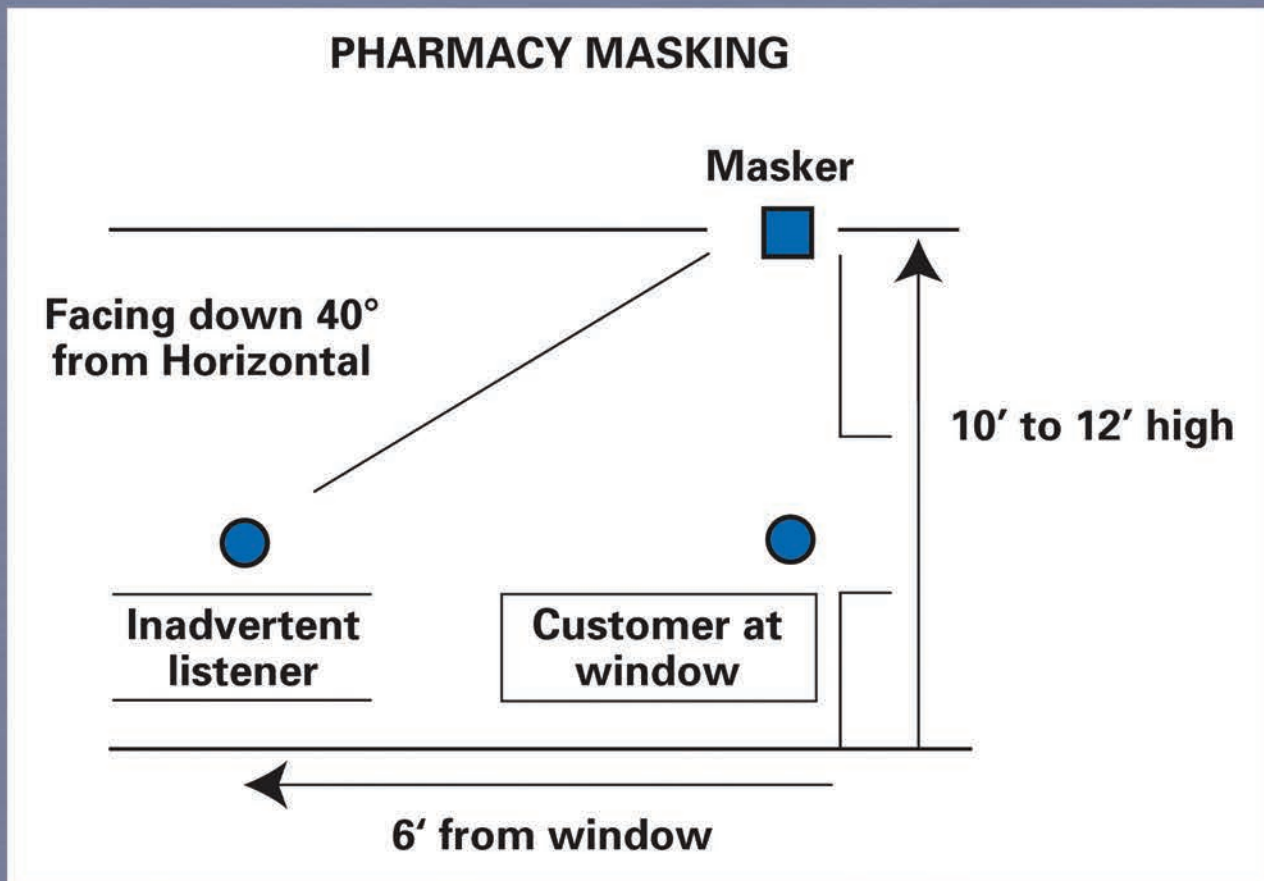 PHARMACY MASKING
Masker
Facing down 40°
from Horizontal
10′ to 12′ high
Inadvertent
listener
Customer at
window
6‘ from window